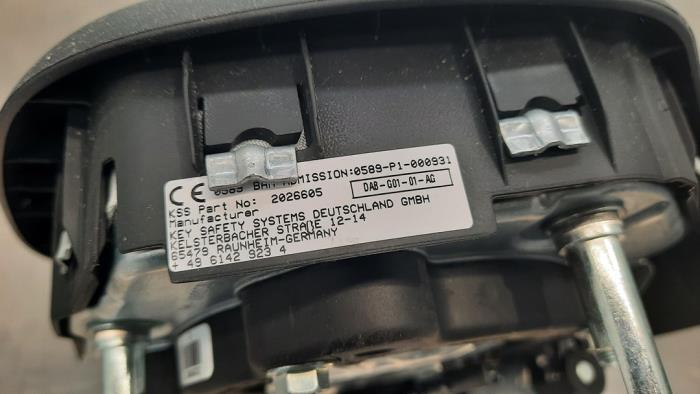 CE 0589 BAM ADMISSION:0589-P1-000931
KSS Part No: 2026605 DAB-G01-01-AG
Manufacturer
KEY SAFETY SYSTEMS DEUTSCHLAND GMBH
KELSTERBACHER STRAßE 12-14
65479 RAUNHEIM-GERMANY
+ 49 6142 923 4